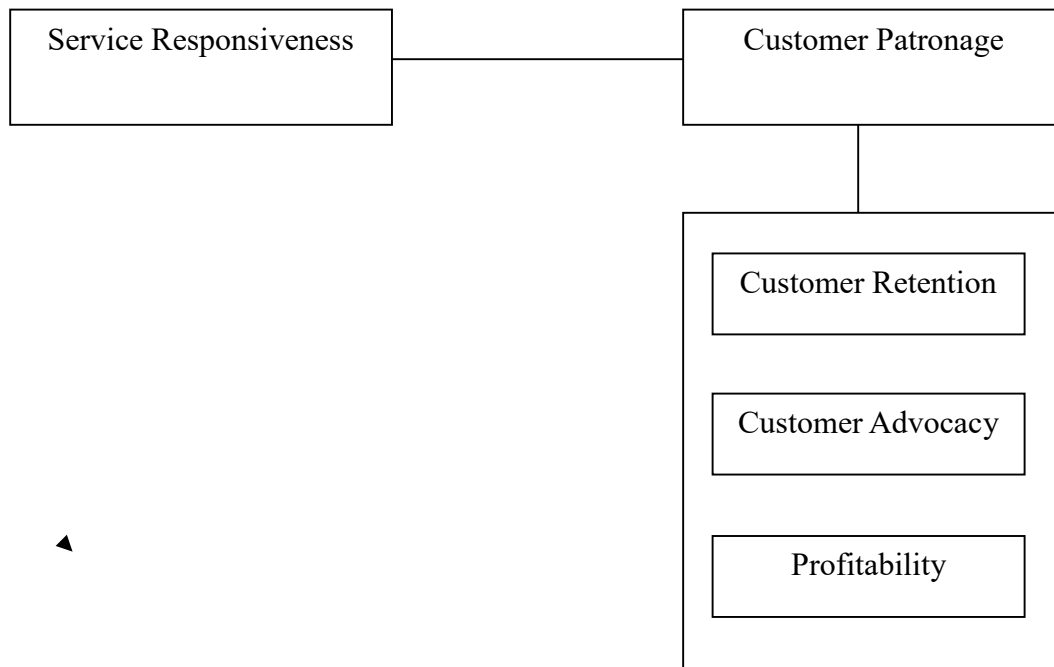 Service Responsiveness
Customer Patronage
Customer Retention
Customer Advocacy
Profitability